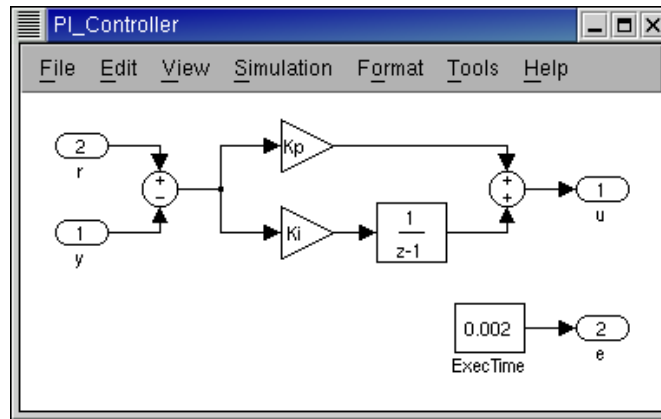 PI_Controller
File Edit View Simulation Format Tools Help
2
r
+
−
1
y
Kp
Ki
1
z-1
+
+
1
u
0.002
ExecTime
2
e